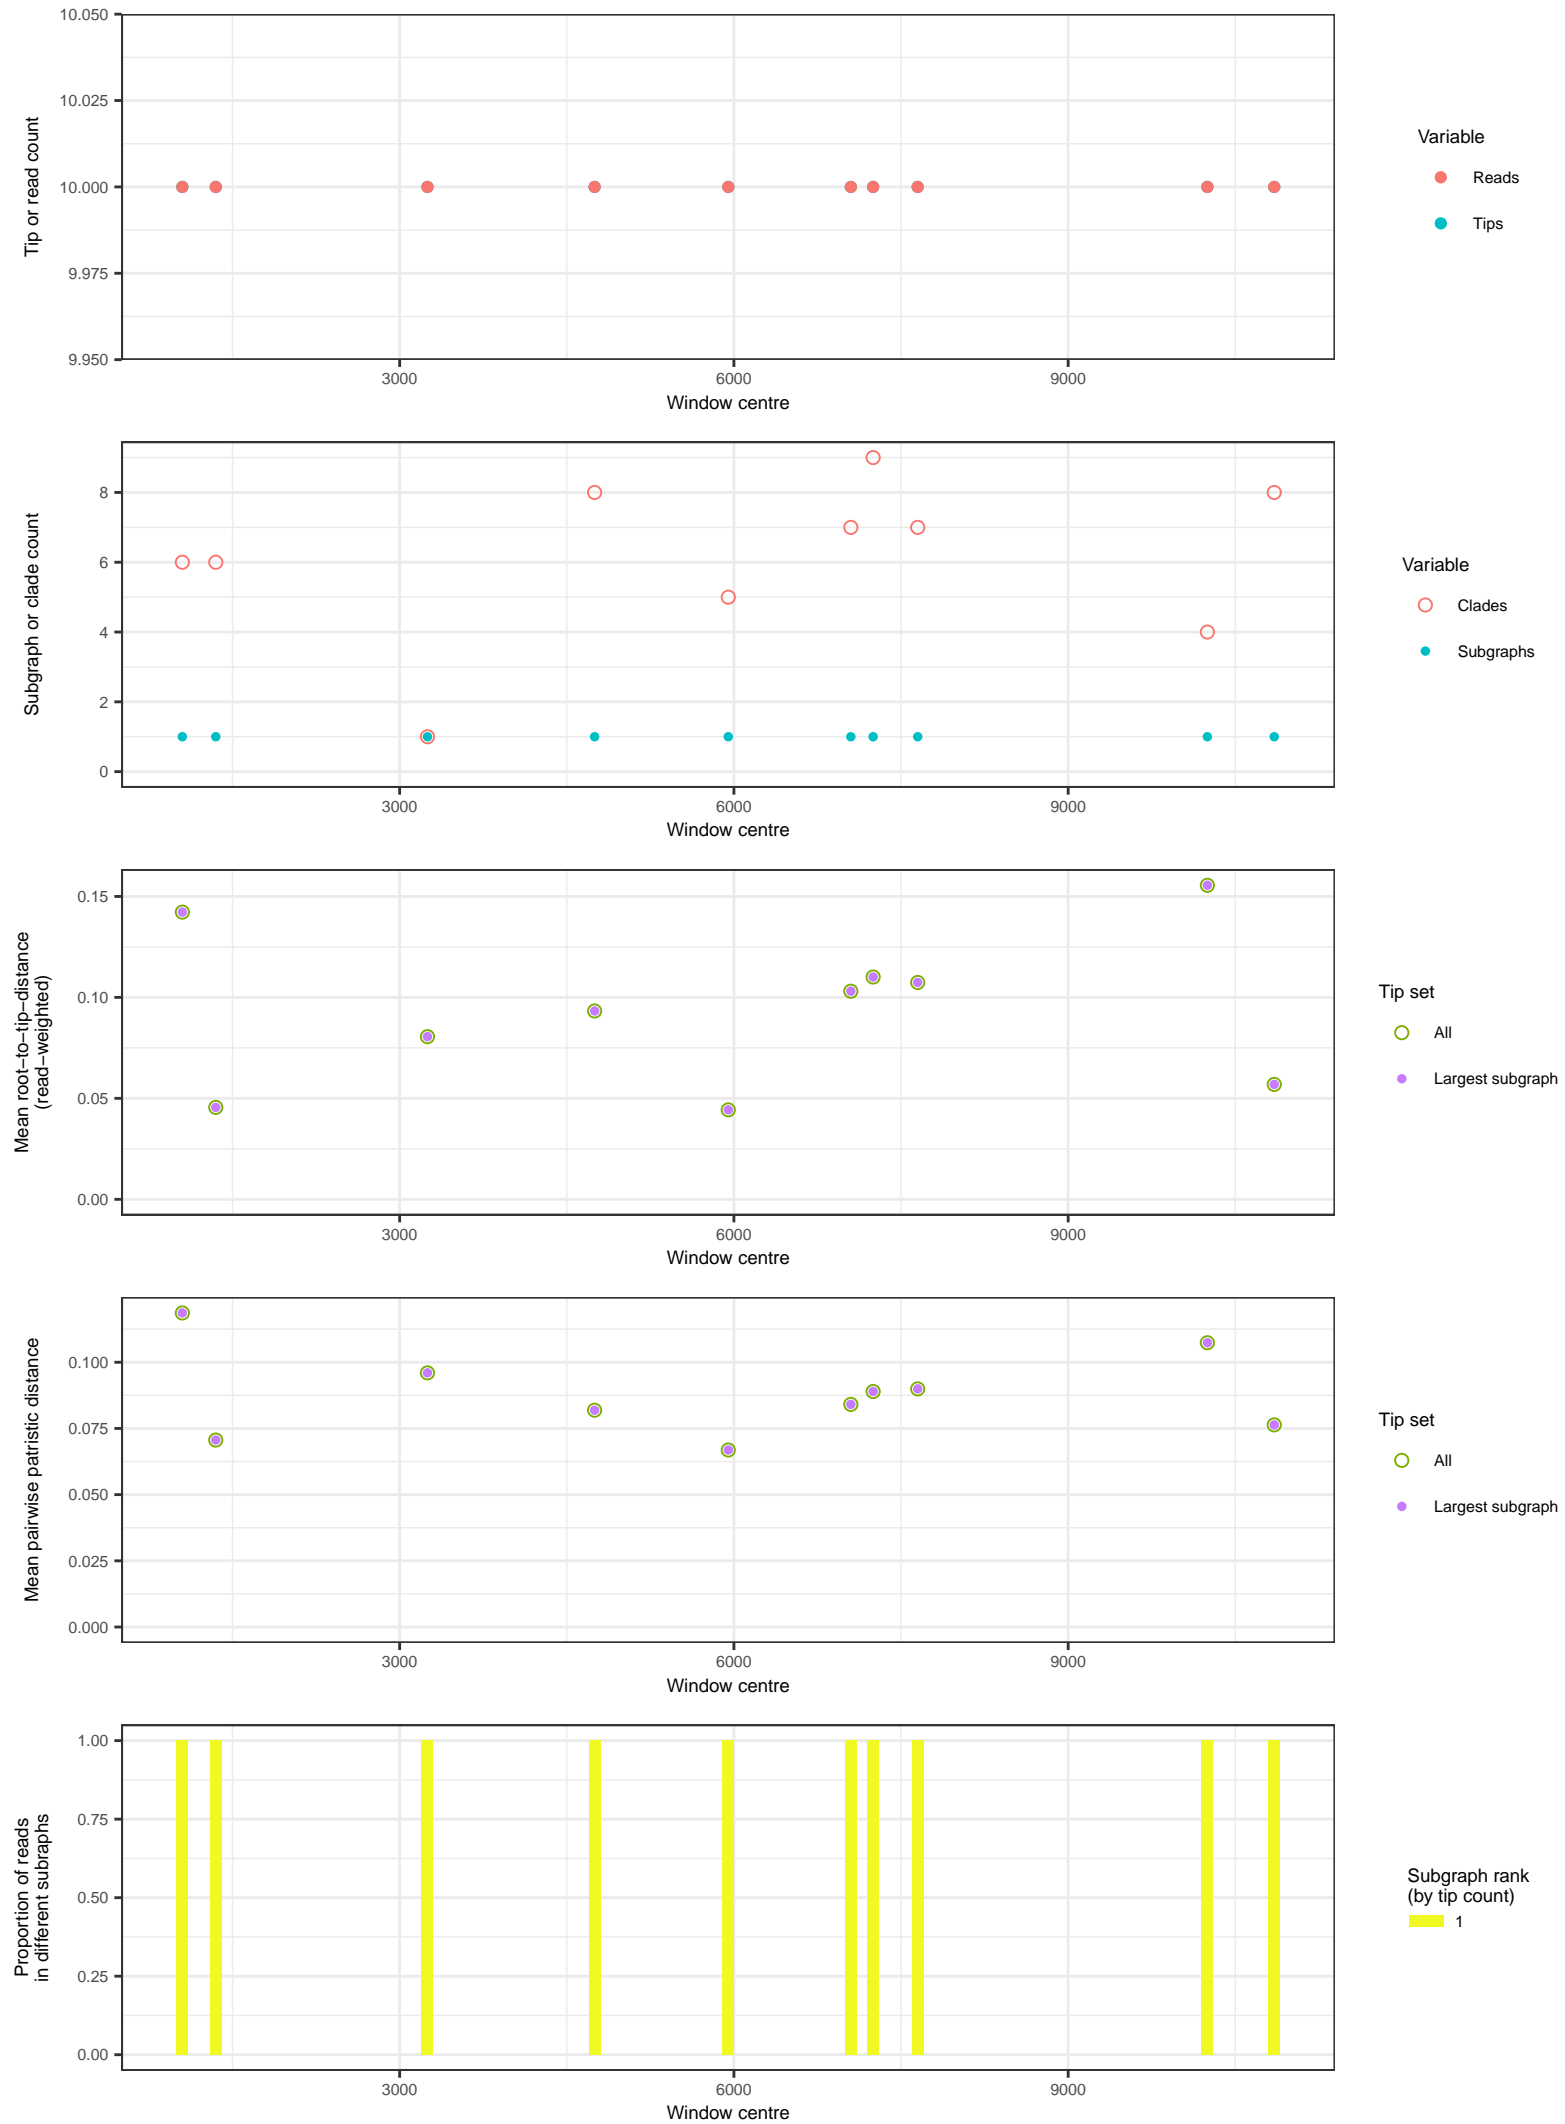 10.050
10.025
10.000
9.975
9.950
Tip or read count
3000
6000
9000
Window centre
Variable
Reads
Tips
8
6
4
2
0
Subgraph or clade count
3000
6000
9000
Window centre
Variable
Clades
Subgraphs
0.15
0.10
0.05
0.00
Mean root−to−tip−distance
(read−weighted)
3000
6000
9000
Window centre
Tip set
All
Largest subgraph
0.100
0.075
0.050
0.025
0.000
Mean pairwise patristic distance
3000
6000
9000
Window centre
Tip set
All
Largest subgraph
1.00
0.75
0.50
0.25
0.00
Proportion of reads
in different subraphs
3000
6000
9000
Window centre
Subgraph rank
(by tip count)
1